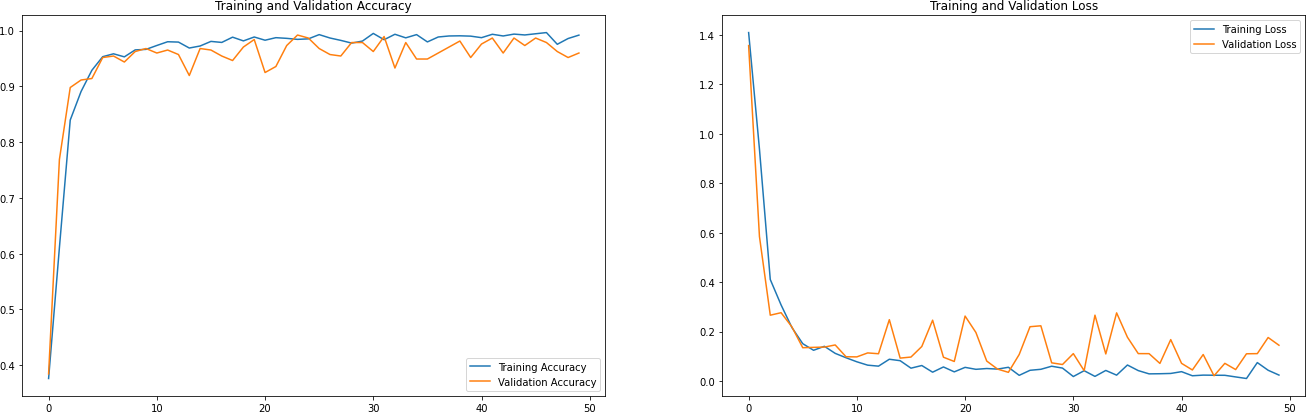 Training and Validation Accuracy
1.0
0.9
0.8
0.7
0.6
0.5
0.4
0 10 20 30 40 50
Training Accuracy
Validation Accuracy
Training and Validation Loss
1.4
1.2
1.0
0.8
0.6
0.4
0.2
0.0
0 10 20 30 40 50
Training Loss
Validation Loss